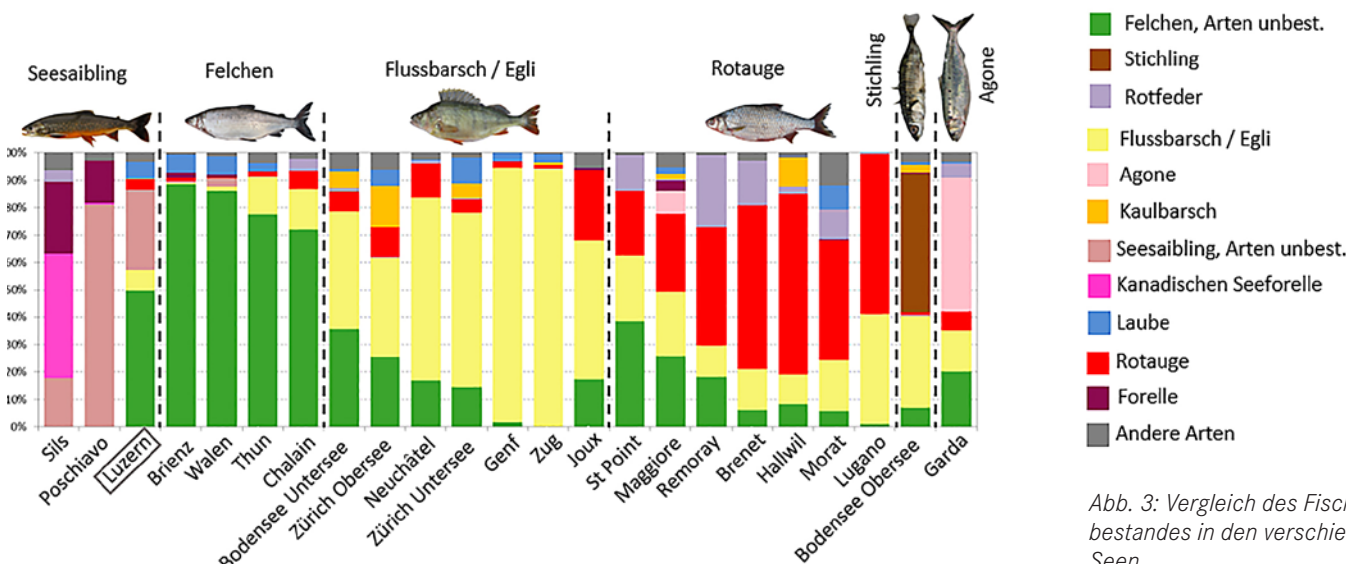 Seesaibling
Felchen
Flussbarsch / Egli
Rotauge
Stichling
Agone
00%
90%
80%
70%
60%
50%
40%
30%
20%
10%
0%
Sils
Poschiavo
Luzern
Brienz
Walen
Thun
Chalain
Bodensee Untersee
Zürich Obersee
Neuchâtel
Zürich Untersee
Genf
Zug
Joux
St Point
Maggiore
Remoray
Brenet
Hallwil
Morat
Lugano
Bodensee Obersee
Garda
Felchen, Arten unbest.
Stichling
Rotfeder
Flussbarsch / Egli
Agone
Kaulbarsch
Seesaibling, Arten unbest.
Kanadischen Seeforelle
Laube
Rotauge
Forelle
Andere Arten
Abb. 3: Vergleich des Fisch
bestandes in den verschie
Seen